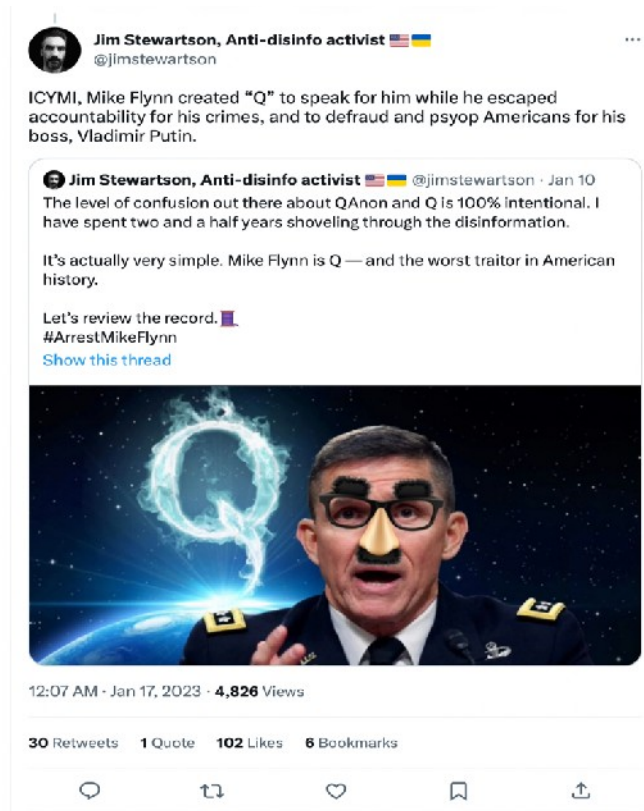 Jim Stewartson, Anti-disinfo activist 🇺🇸🇺🇦
@jimstewartson
ICYMI, Mike Flynn created “Q” to speak for him while he escaped
accountability for his crimes, and to defraud and psyop Americans for his
boss, Vladimir Putin.
Jim Stewartson, Anti-disinfo activist 🇺🇸🇺🇦 @jimstewartson · Jan 10
The level of confusion out there about QAnon and Q is 100% intentional. I
have spent two and a half years shoveling through the disinformation.
It’s actually very simple. Mike Flynn is Q — and the worst traitor in American
history.
Let’s review the record.🧵
#ArrestMikeFlynn
Show this thread
Q
12:07 AM · Jan 17, 2023 · 4,826 Views
30 Retweets 1 Quote 102 Likes 6 Bookmarks